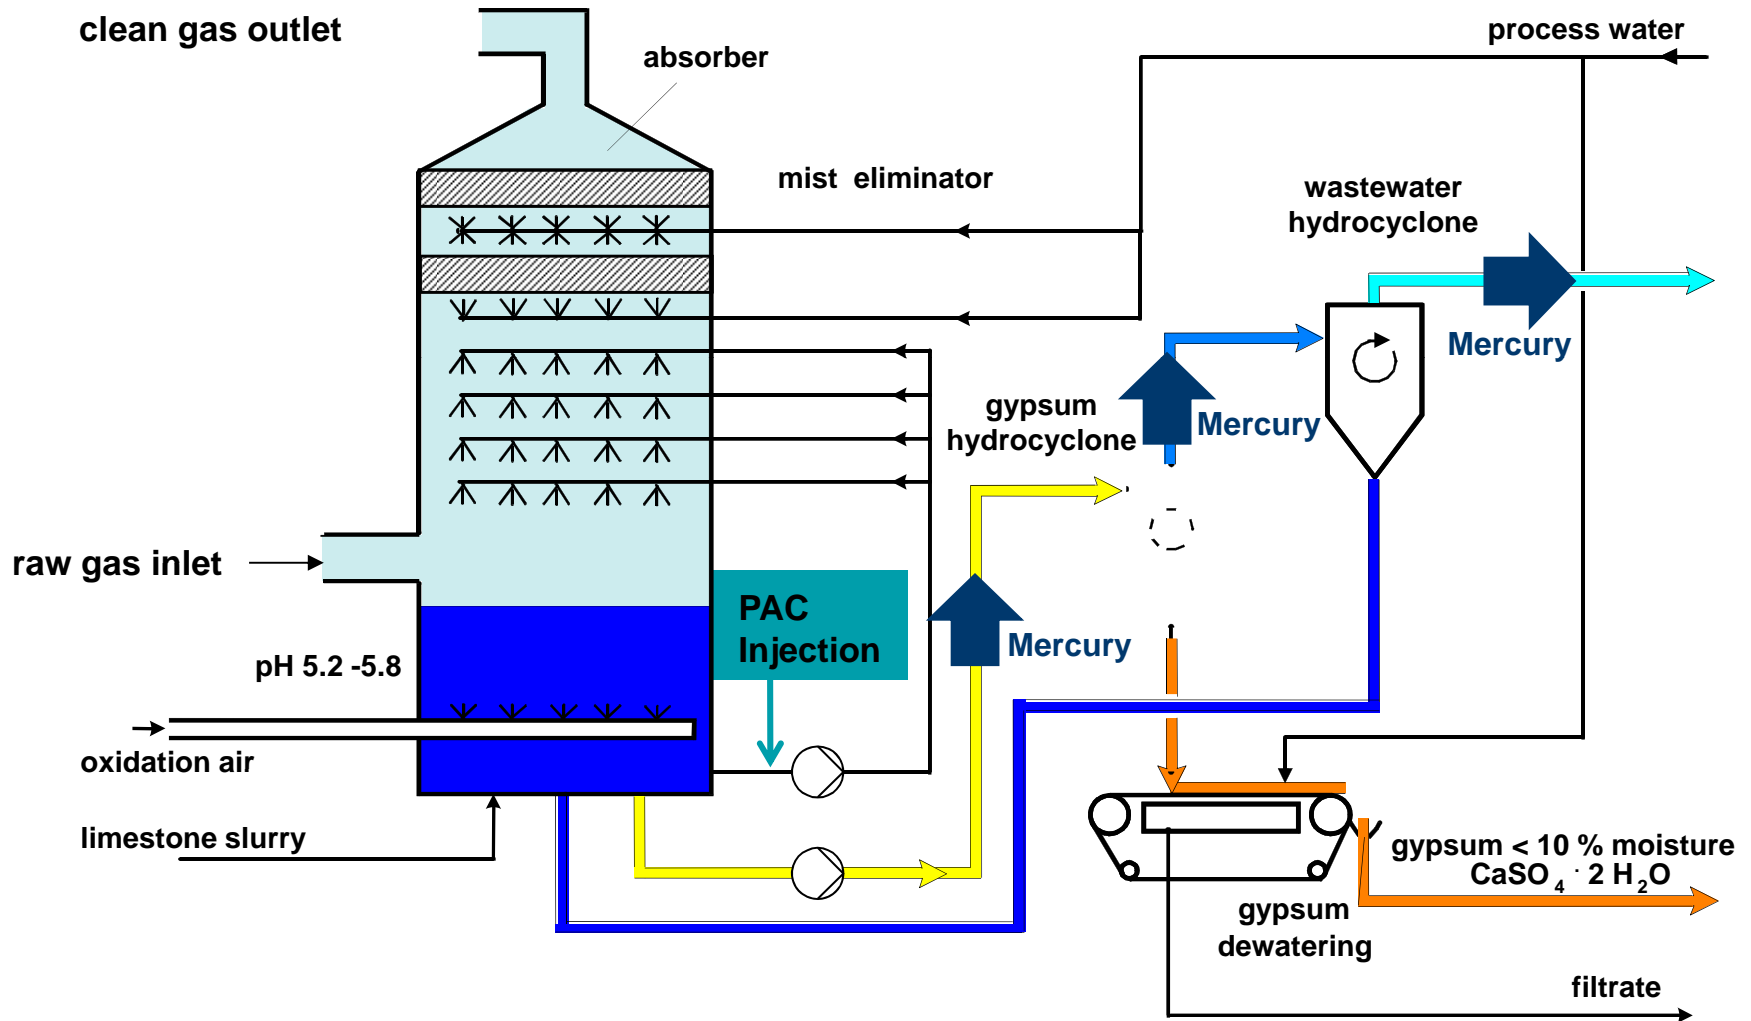 clean gas outlet
process water
absorber
mist eliminator
wastewater
hydrocyclone
Mercury
gypsum
hydrocyclone
Mercury
raw gas inlet
PAC
Injection
Mercury
pH 5.2 -5.8
oxidation air
limestone slurry
gypsum < 10 % moisture
CaSO₄ · 2 H₂O
gypsum
dewatering
filtrate